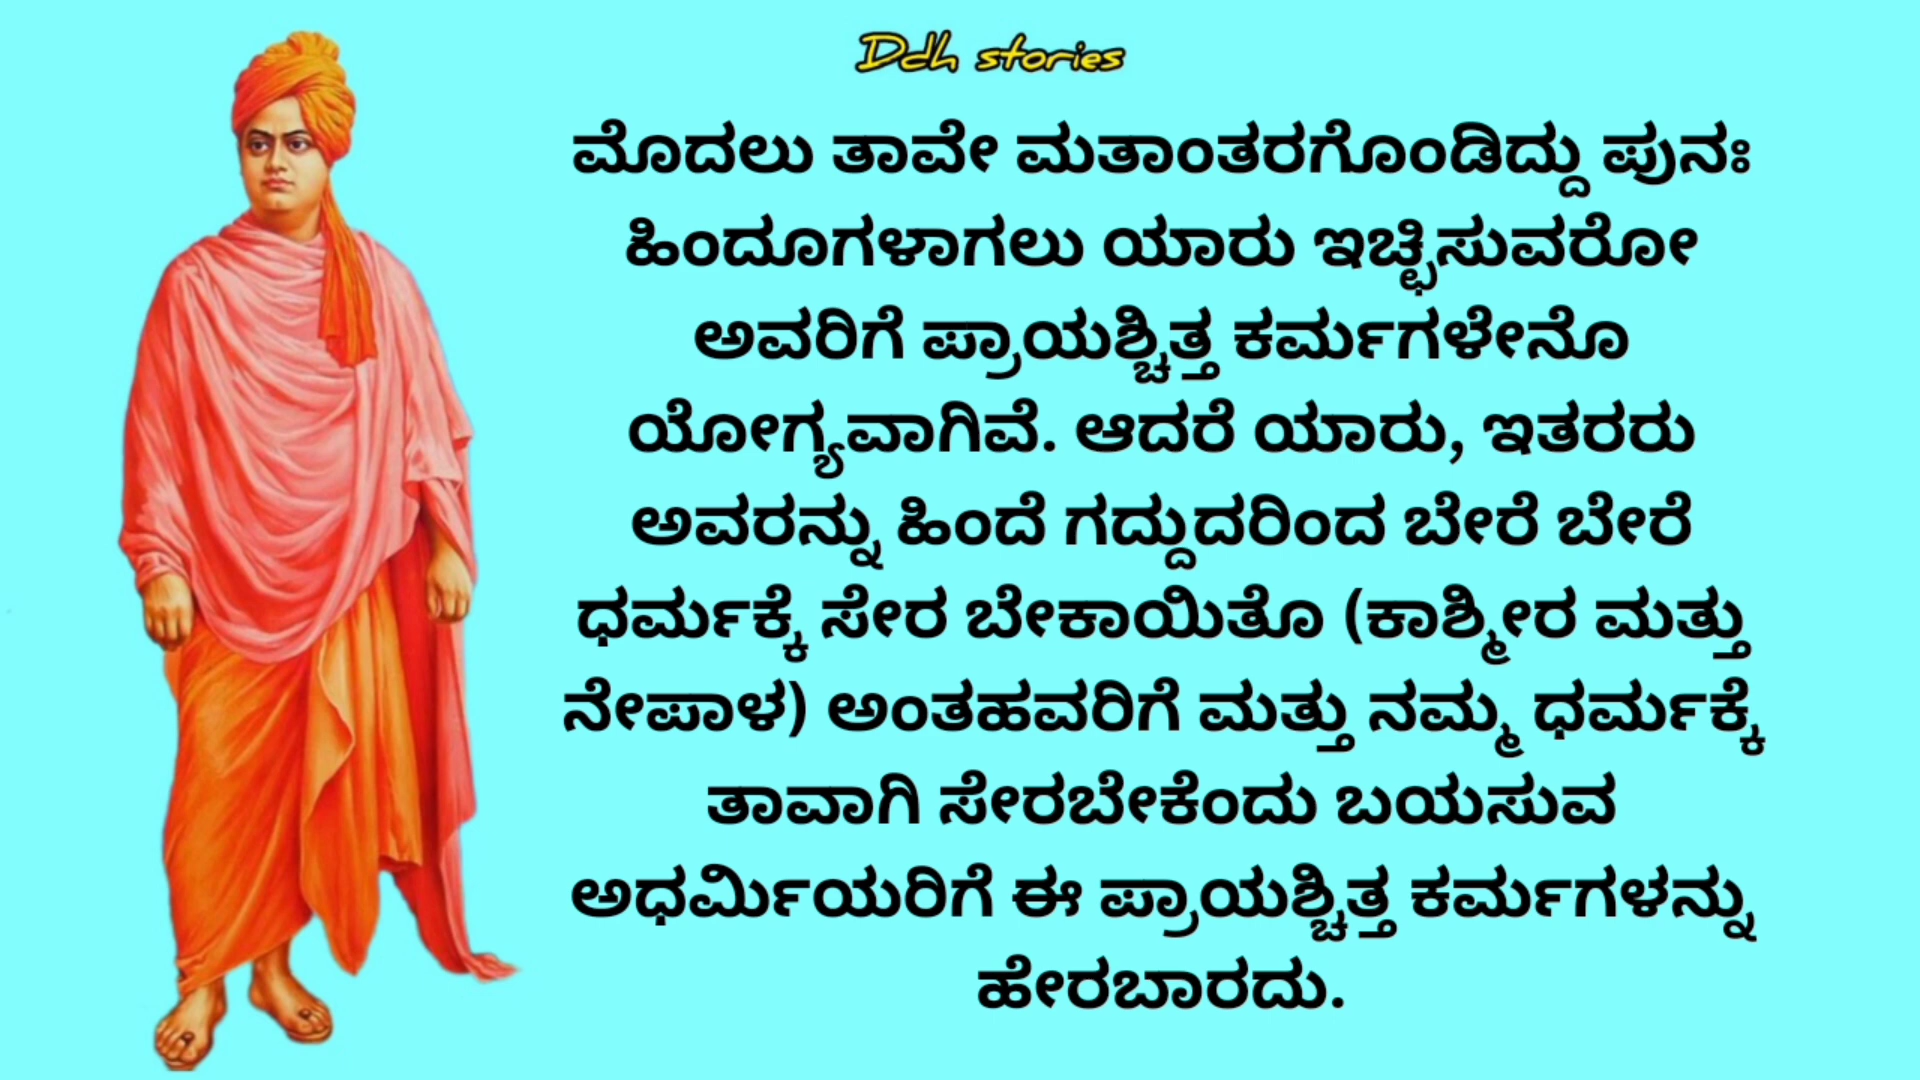 Ddh stories
ಮೊದಲು ತಾವೇ ಮತಾಂತರಗೊಂಡಿದ್ದು ಪುನಃ
ಹಿಂದೂಗಳಾಗಲು ಯಾರು ಇಚ್ಛಿಸುವರೋ
ಅವರಿಗೆ ಪ್ರಾಯಶ್ಚಿತ್ತ ಕರ್ಮಗಳೇನೊ
ಯೋಗ್ಯವಾಗಿವೆ. ಆದರೆ ಯಾರು, ಇತರರು
ಅವರನ್ನು ಹಿಂದೆ ಗದ್ದುದರಿಂದ ಬೇರೆ ಬೇರೆ
ಧರ್ಮಕ್ಕೆ ಸೇರ ಬೇಕಾಯಿತೊ (ಕಾಶ್ಮೀರ ಮತ್ತು
ನೇಪಾಳ) ಅಂತಹವರಿಗೆ ಮತ್ತು ನಮ್ಮ ಧರ್ಮಕ್ಕೆ
ತಾವಾಗಿ ಸೇರಬೇಕೆಂದು ಬಯಸುವ
ಅಧರ್ಮಿಯರಿಗೆ ಈ ಪ್ರಾಯಶ್ಚಿತ್ತ ಕರ್ಮಗಳನ್ನು
ಹೇರಬಾರದು.